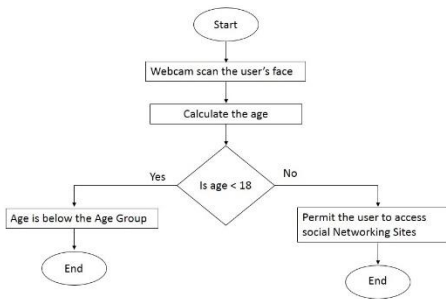 Start
Webcam scan the user's face
Calculate the age
Is age < 18
Yes
No
Age is below the Age Group
Permit the user to access
social Networking Sites
End
End